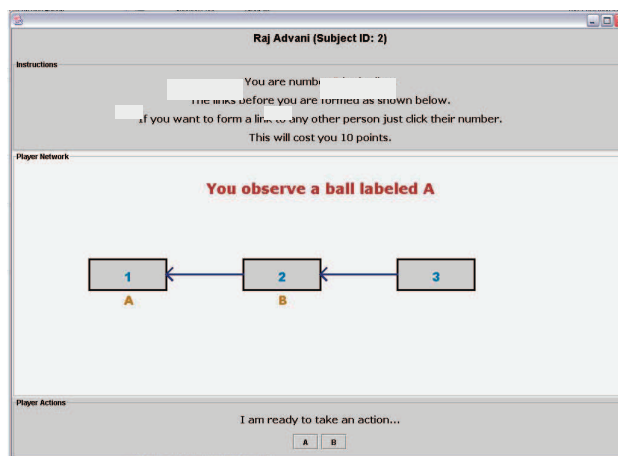 Raj Advani (Subject ID: 2)
Instructions
You are number
The links before you are formed as shown below.
If you want to form a link to any other person just click their number.
This will cost you 10 points.
Player Network
You observe a ball labeled A
1 2 3
A B
Player Actions
I am ready to take an action...
A B